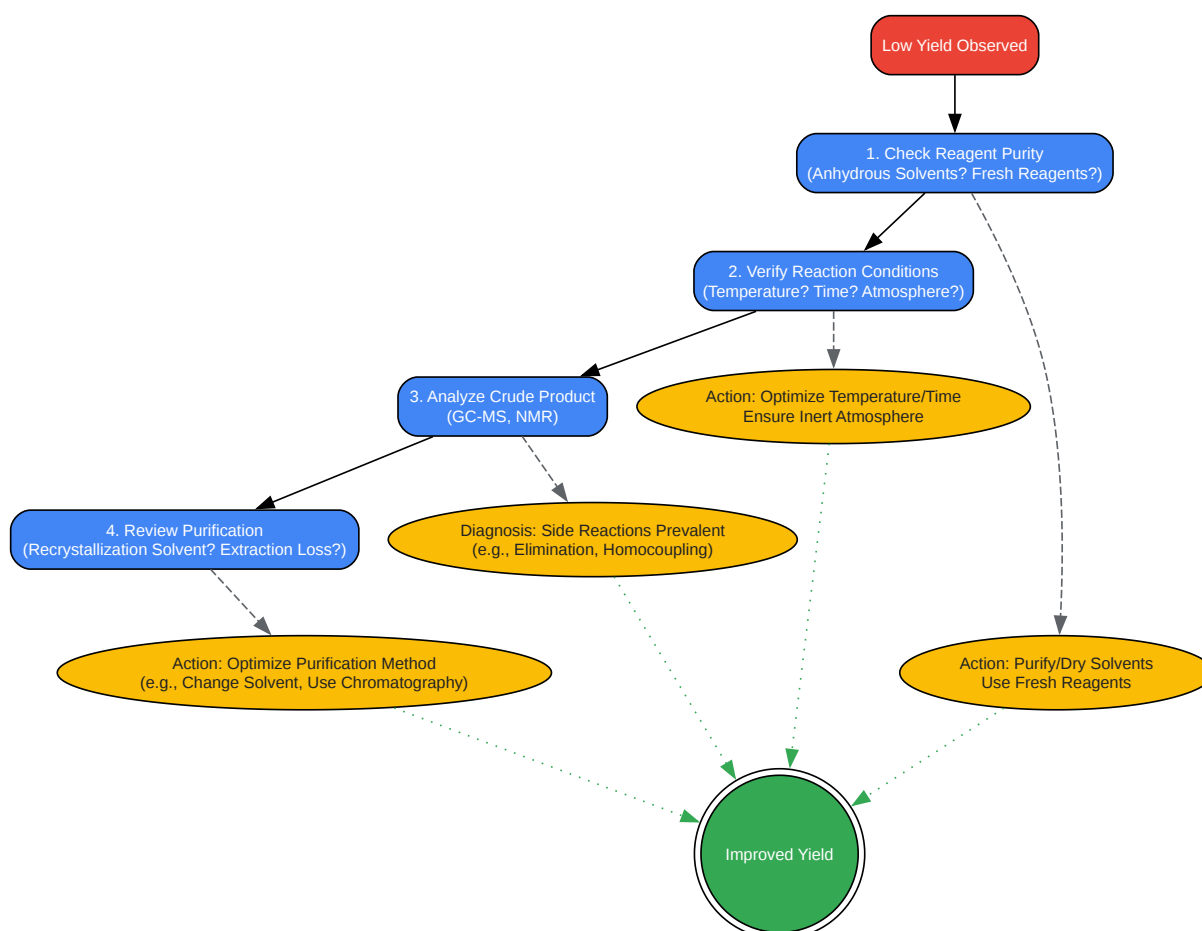 Low Yield Observed
1. Check Reagent Purity
(Anhydrous Solvents? Fresh Reagents?)
2. Verify Reaction Conditions
(Temperature? Time? Atmosphere?)
3. Analyze Crude Product
(GC-MS, NMR)
Action: Optimize Temperature/Time
Ensure Inert Atmosphere
4. Review Purification
(Recrystallization Solvent? Extraction Loss?)
Diagnosis: Side Reactions Prevalent
(e.g., Elimination, Homocoupling)
Action: Optimize Purification Method
(e.g., Change Solvent, Use Chromatography)
Action: Purify/Dry Solvents
Use Fresh Reagents
Improved Yield